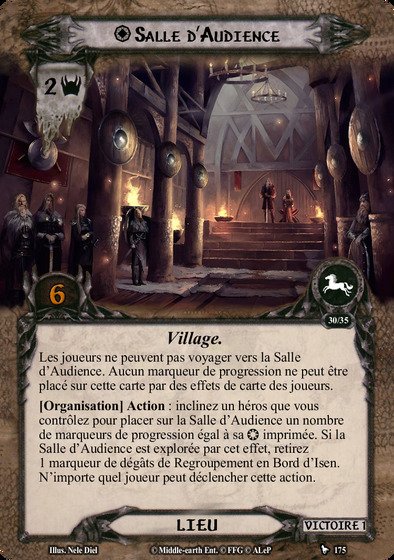 SALLE D'AUDIENCE
2
6
30/35
Village.
Les joueurs ne peuvent pas voyager vers la Salle
d'Audience. Aucun marqueur de progression ne peut être
placé sur cette carte par des effets de carte des joueurs.
[Organisation] Action : inclinez un héros que vous
contrôlez pour placer sur la Salle d'Audience un nombre
de marqueurs de progression égal à sa imprimée. Si la
Salle d'Audience est explorée par cet effet, retirez
1 marqueur de dégâts de Regroupement en Bord d'Isen.
N'importe quel joueur peut déclencher cette action.
LIEU
VICTOIRE 1
Illus. Nele Diel
©Middle-earth Ent. © FFG © ALeP
175